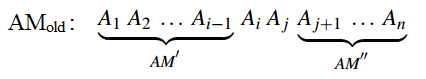 AM_old: A_1 A_2 … A_{i−1} A_i A_j A_{j+1} … A_n
AM′ AM″